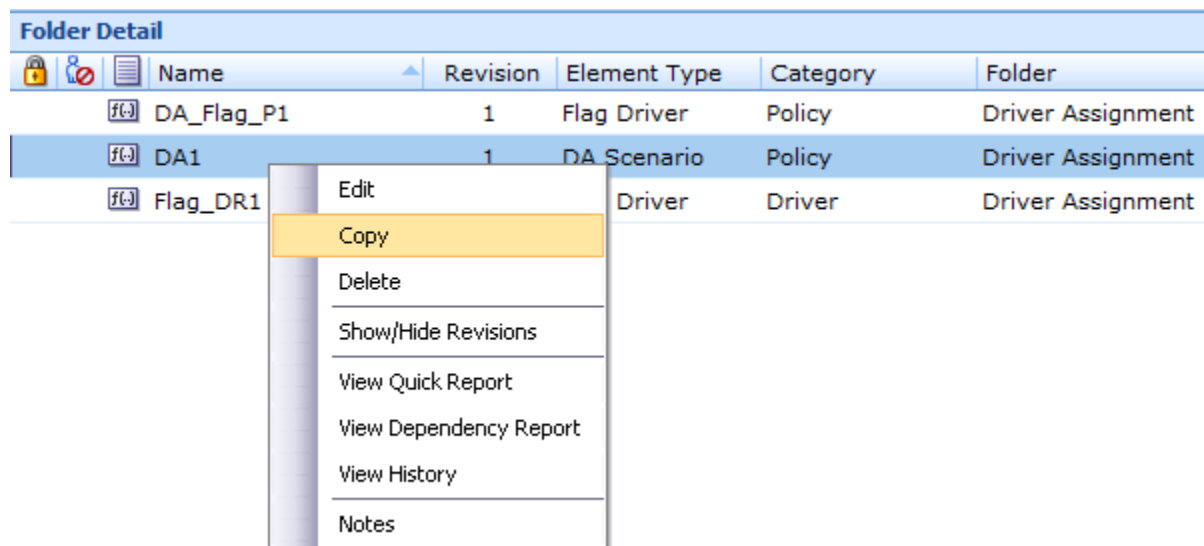 Folder Detail
Name Revision Element Type Category Folder
f(..) DA_Flag_P1 1 Flag Driver Policy Driver Assignment
f(..) DA1 1 DA Scenario Policy Driver Assignment
f(..) Flag_DR1 Driver Driver Driver Assignment
Edit
Copy
Delete
Show/Hide Revisions
View Quick Report
View Dependency Report
View History
Notes